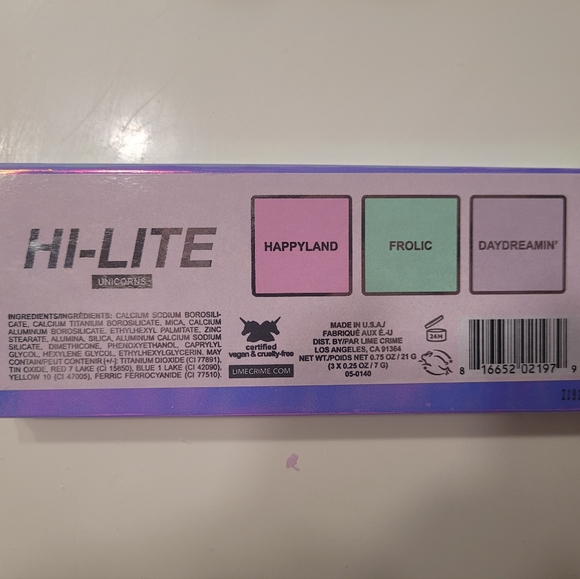 HI-LITE
UNICORNS
HAPPYLAND
FROLIC
DAYDREAMIN'
INGREDIENTS/INGRÉDIENTS: CALCIUM SODIUM BOROSILI-
CATE, CALCIUM TITANIUM BOROSILICATE, MICA, CALCIUM
ALUMINUM BOROSILICATE, ETHYLHEXYL PALMITATE, ZINC
STEARATE, ALUMINA, SILICA, ALUMINUM CALCIUM SODIUM
SILICATE, DIMETHICONE, PHENOXYETHANOL, CAPRYLYL
GLYCOL, HEXYLENE GLYCOL, ETHYLHEXYLGLYCERIN. MAY
CONTAIN/PEUT CONTENIR [+/-]: TITANIUM DIOXIDE (CI 77891),
TIN OXIDE, RED 7 LAKE (CI 15850), BLUE 1 LAKE (CI 42090),
YELLOW 10 (CI 47005), FERRIC FERROCYANIDE (CI 77510).
certified
vegan & cruelty-free
LIMECRIME.COM
MADE IN U.S.A./
FABRIQUÉ AUX É.-U
DIST. BY/PAR LIME CRIME
LOS ANGELES, CA 91364
NET WT./POIDS NET 0.75 OZ / 21 G
(3 X 0.25 OZ / 7 G)
05-0140
24M
8 16652 02197 9